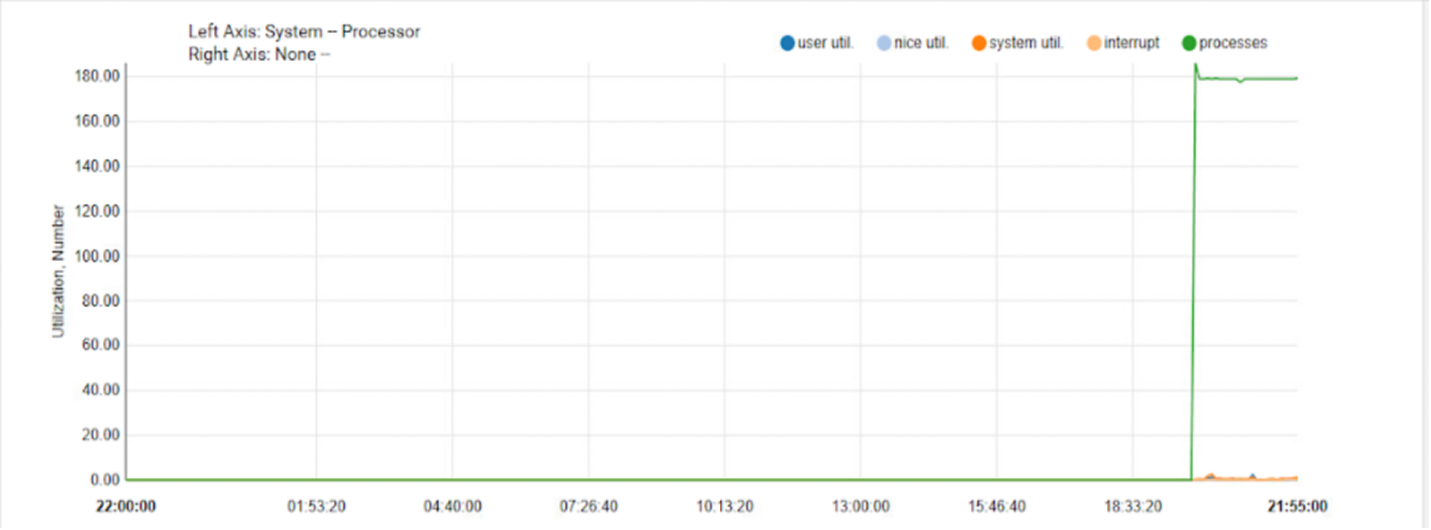 Left Axis: System -- Processor
Right Axis: None --
user util. nice util. system util. interrupt processes
Utilization, Number
180.00
160.00
140.00
120.00
100.00
80.00
60.00
40.00
20.00
0.00
22:00:00 01:53:20 04:40:00 07:26:40 10:13:20 13:00:00 15:46:40 18:33:20 21:55:00